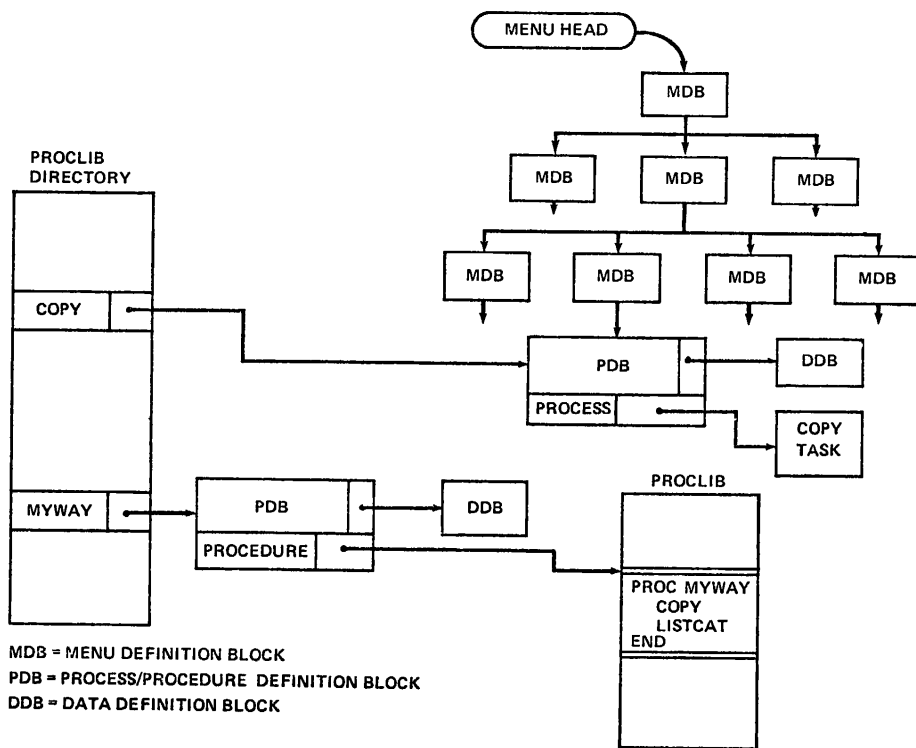 MENU HEAD
MDB
PROCLIB
DIRECTORY
MDB
MDB
MDB
MDB
MDB
MDB
MDB
COPY
PDB
DDB
PROCESS
COPY
TASK
PROCLIB
MYWAY
PDB
DDB
PROCEDURE
PROC MYWAY
COPY
LISTCAT
END
MDB = MENU DEFINITION BLOCK
PDB = PROCESS/PROCEDURE DEFINITION BLOCK
DDB = DATA DEFINITION BLOCK